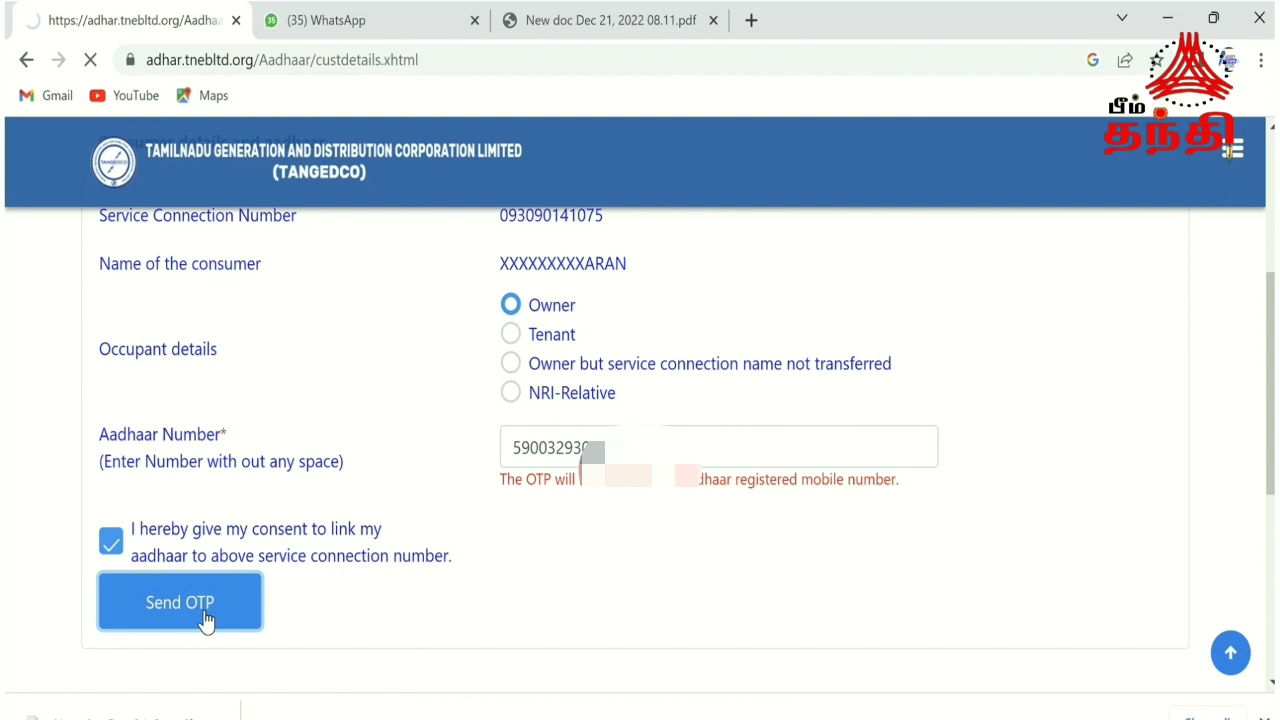 https://adhar.tnebltd.org/Aadhaa
(35) WhatsApp
New doc Dec 21, 2022 08.11.pdf
adhar.tnebltd.org/Aadhaar/custdetails.xhtml
Gmail
YouTube
Maps
பீம்
தந்தி
TAMILNADU GENERATION AND DISTRIBUTION CORPORATION LIMITED
(TANGEDCO)
TANGEDCO
Service Connection Number
093090141075
Name of the consumer
XXXXXXXXXARAN
Occupant details
Owner
Tenant
Owner but service connection name not transferred
NRI-Relative
Aadhaar Number*
(Enter Number with out any space)
59003293
The OTP will
dhaar registered mobile number.
I hereby give my consent to link my
aadhaar to above service connection number.
Send OTP